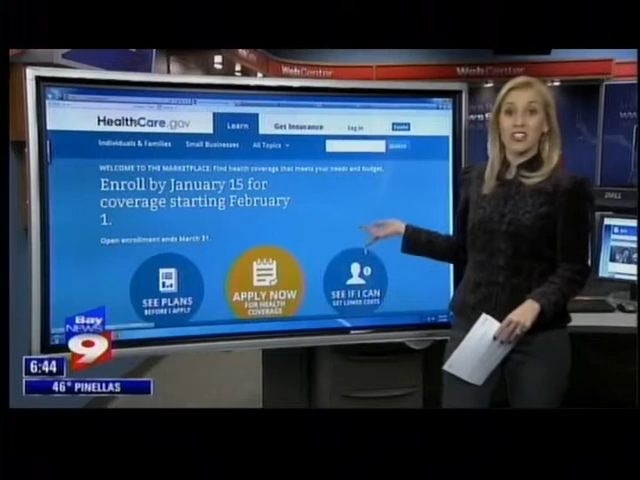 WebCenter
WebCenter
HealthCare.gov
Learn
Get Insurance
Log in
Español
Individuals & Families
Small Businesses
All Topics
SEARCH
WELCOME TO THE MARKETPLACE: Find health coverage that meets your needs and budget.
Enroll by January 15 for
coverage starting February
1.
Open enrollment ends March 31.
SEE PLANS
BEFORE I APPLY
APPLY NOW
FOR HEALTH
COVERAGE
SEE IF I CAN
GET LOWER COSTS
DELL
Bay
NEWS
9
6:44
46° PINELLAS